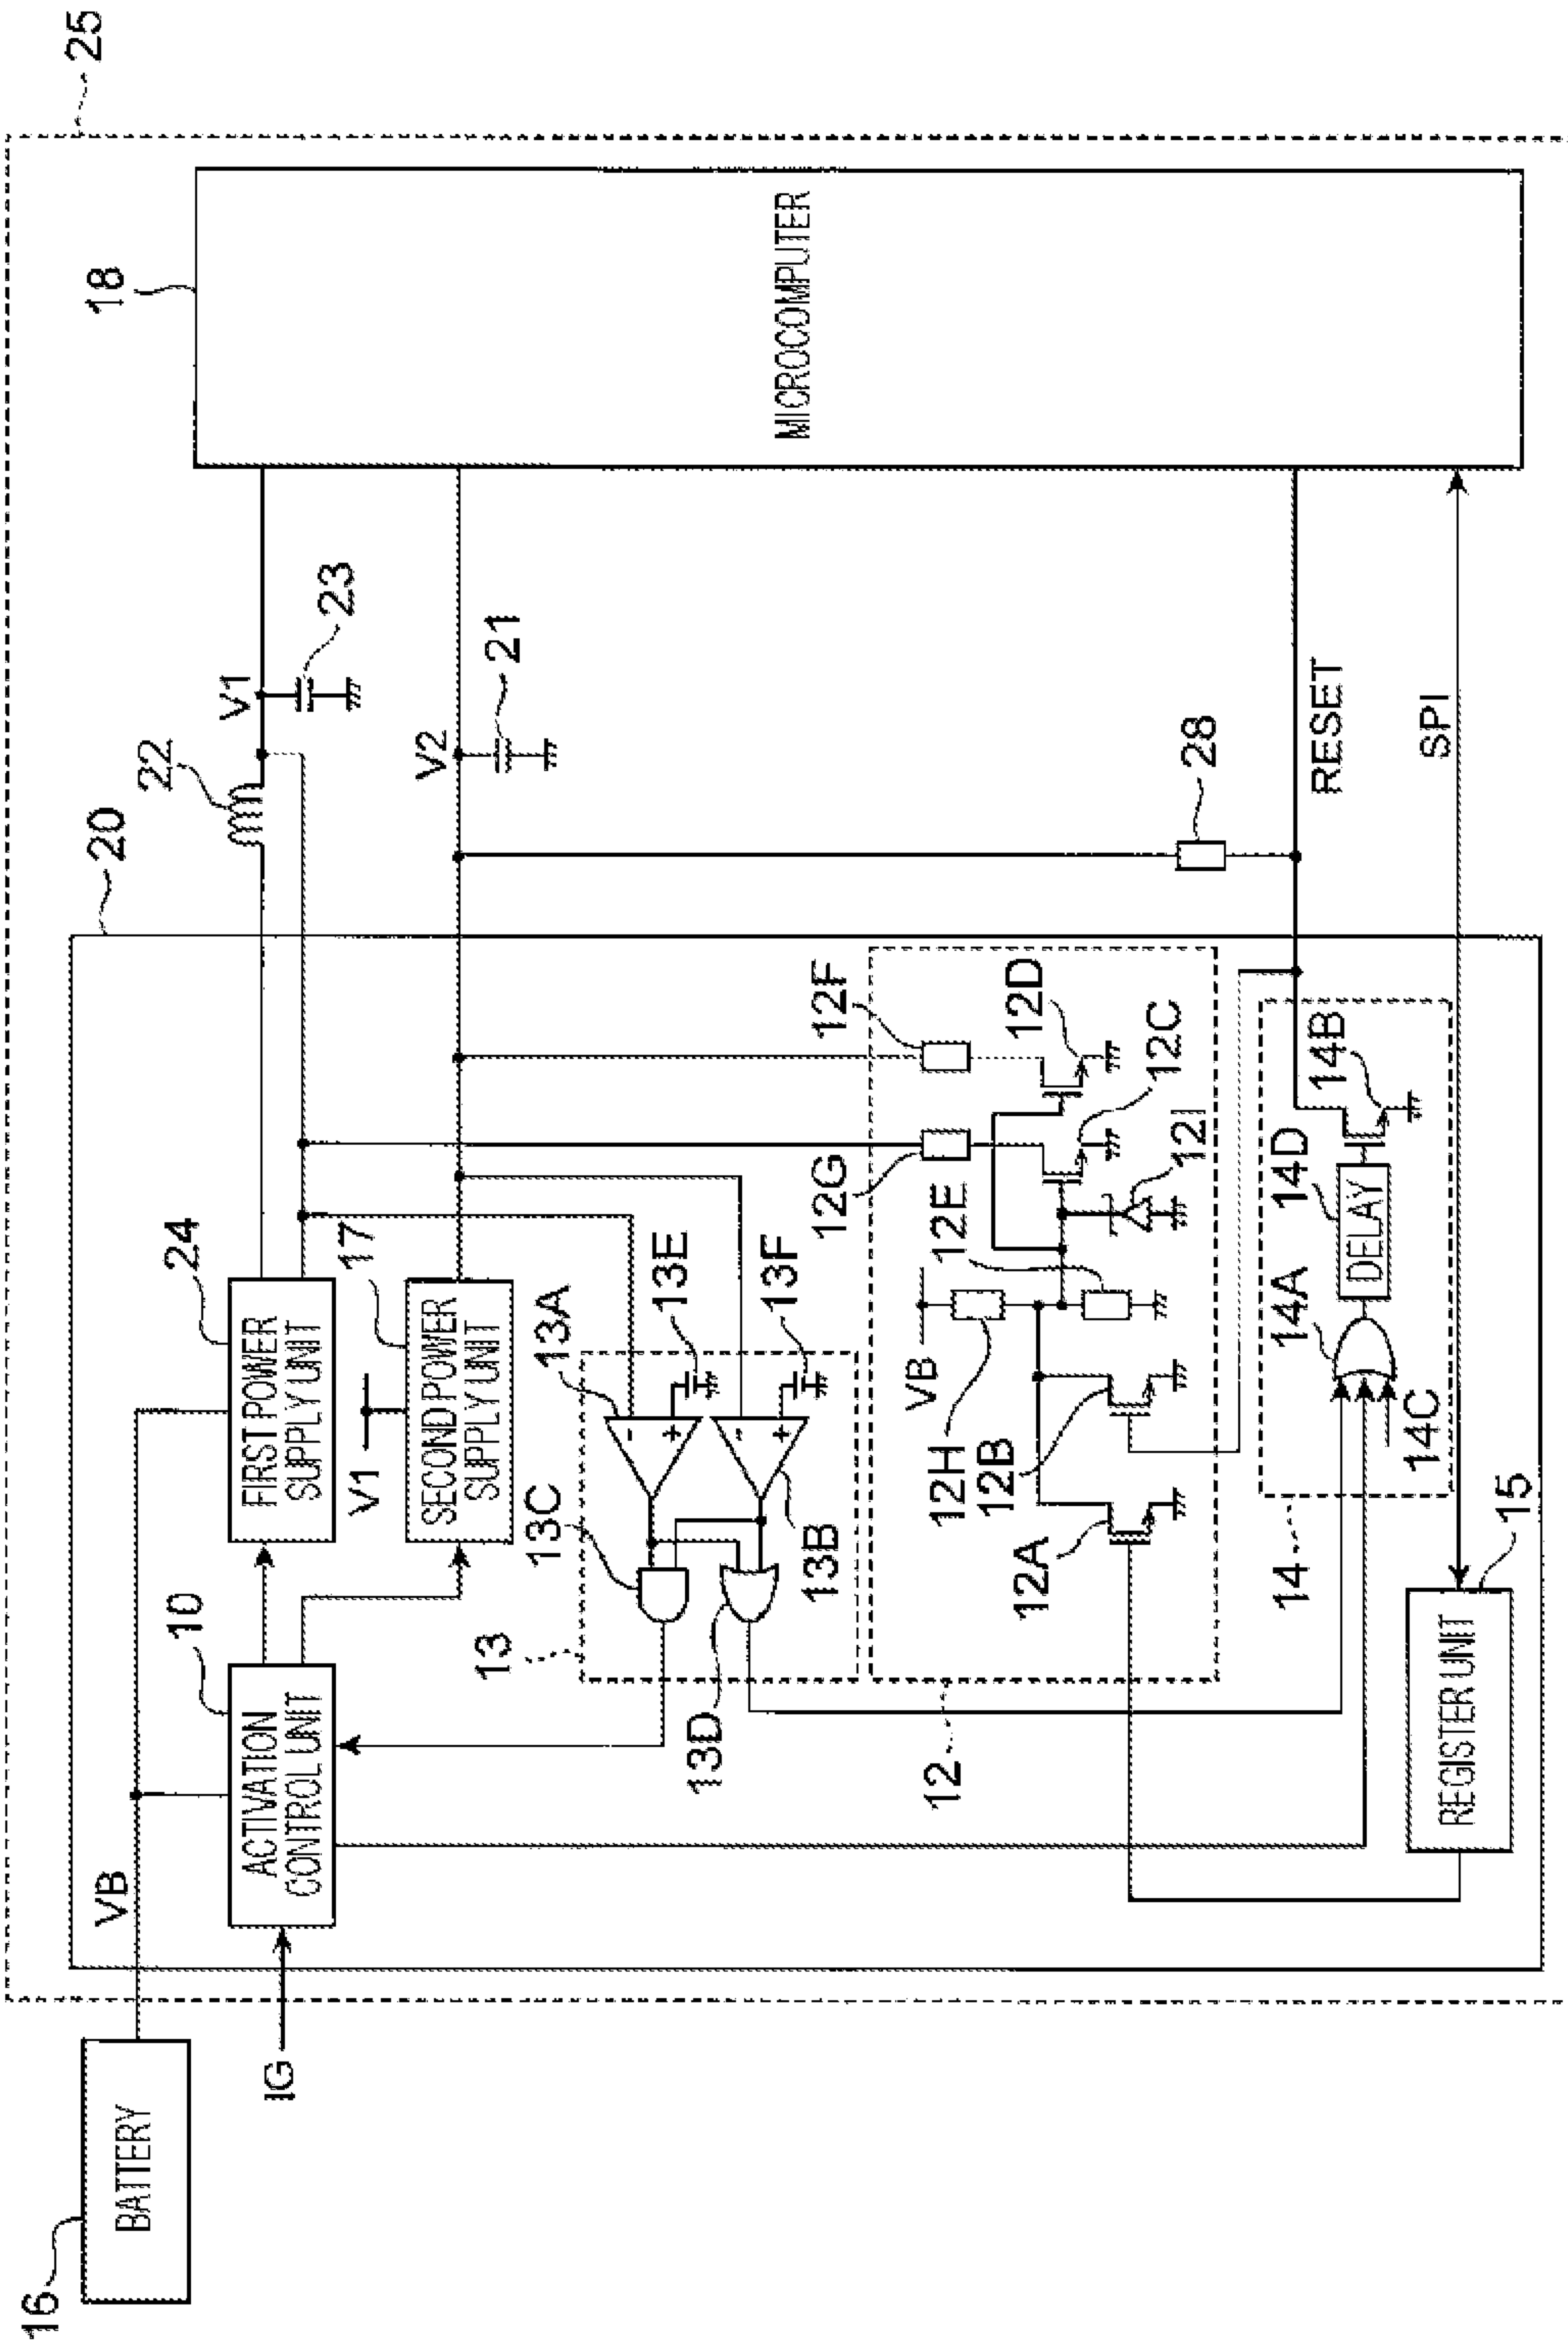 25
18
MICROCOMPUTER
20
22
V1
23
V2
21
28
RESET
SPI
16
BATTERY
VB
IG
10
ACTIVATION
CONTROL UNIT
24
FIRST POWER
SUPPLY UNIT
V1
17
SECOND POWER
SUPPLY UNIT
13
13C
13A
13E
13D
13B
13F
12G
12F
12
12A
12H
12B
VB
12E
12I
12C
12D
14
14A
14C
14D
DELAY
14B
15
REGISTER UNIT